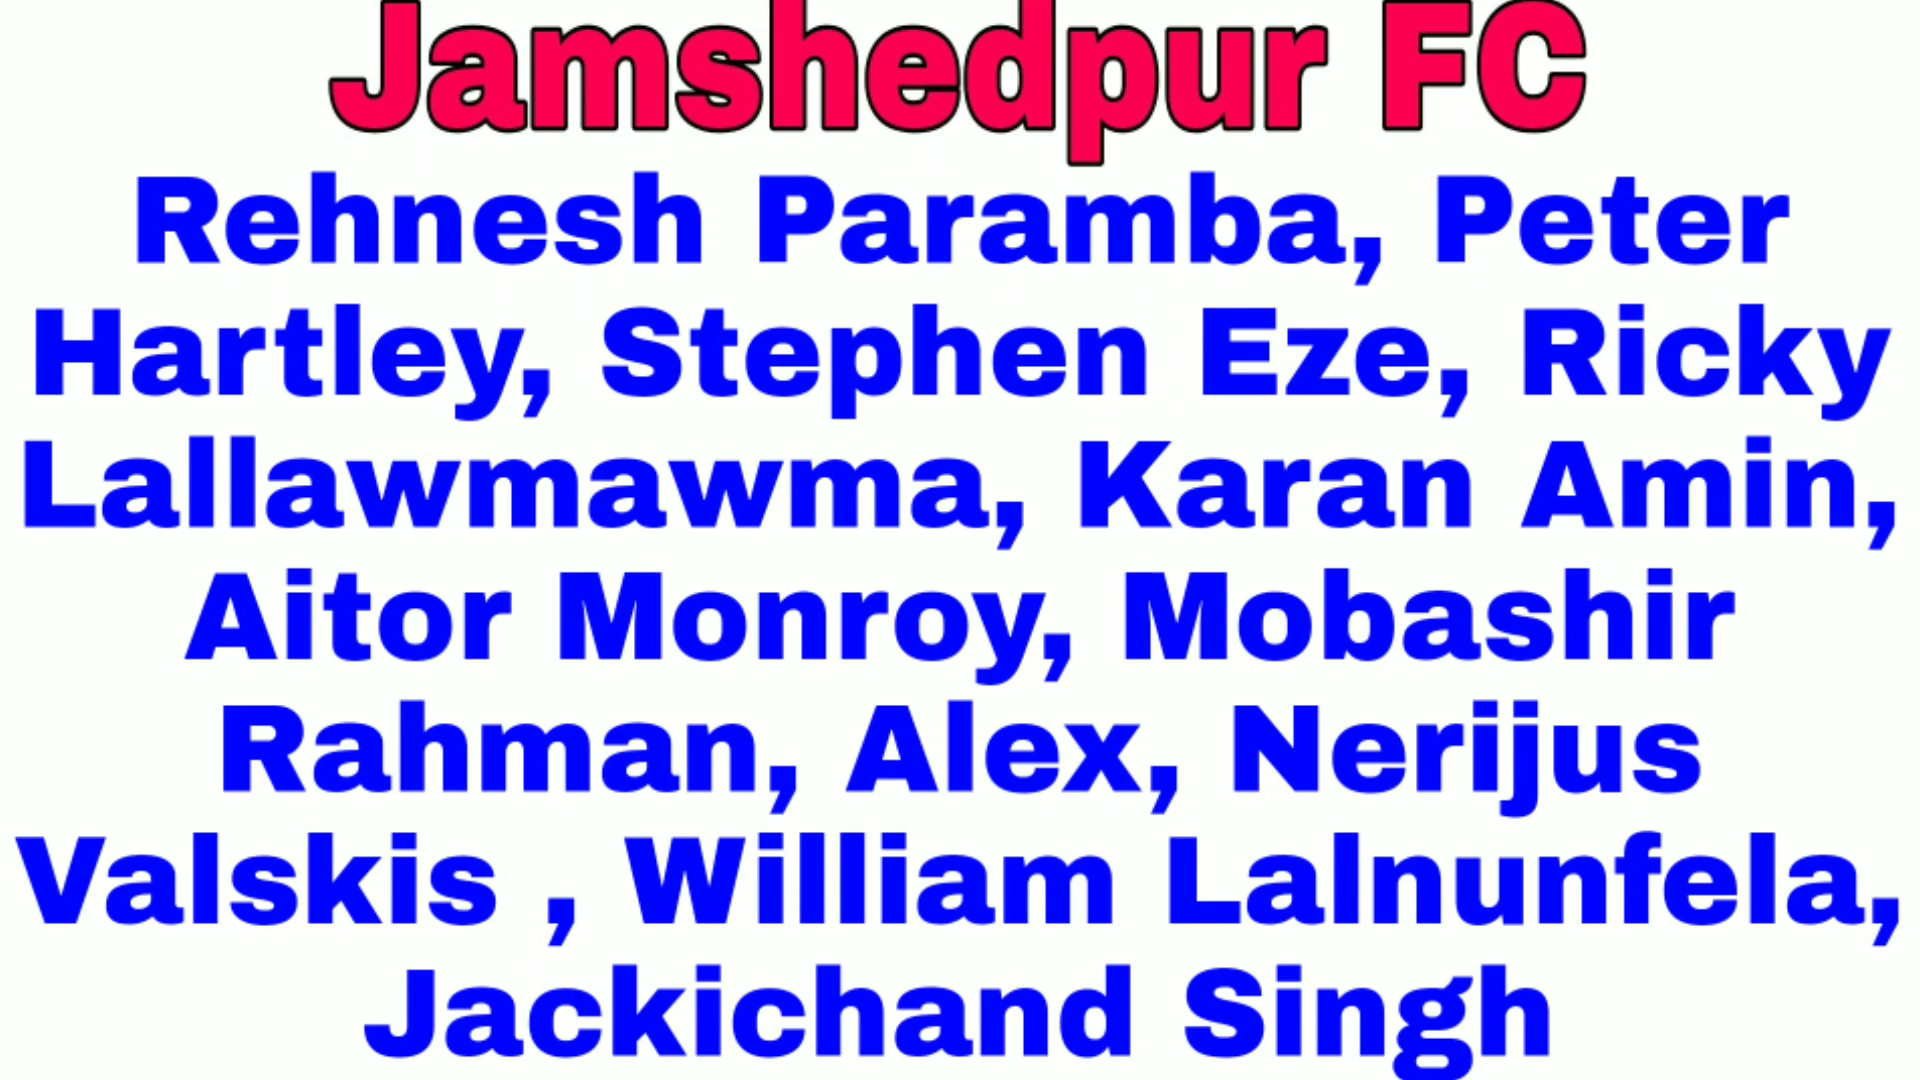 Jamshedpur FC
Rehnesh Paramba, Peter
Hartley, Stephen Eze, Ricky
Lallawmawma, Karan Amin,
Aitor Monroy, Mobashir
Rahman, Alex, Nerijus
Valskis , William Lalnunfela,
Jackichand Singh